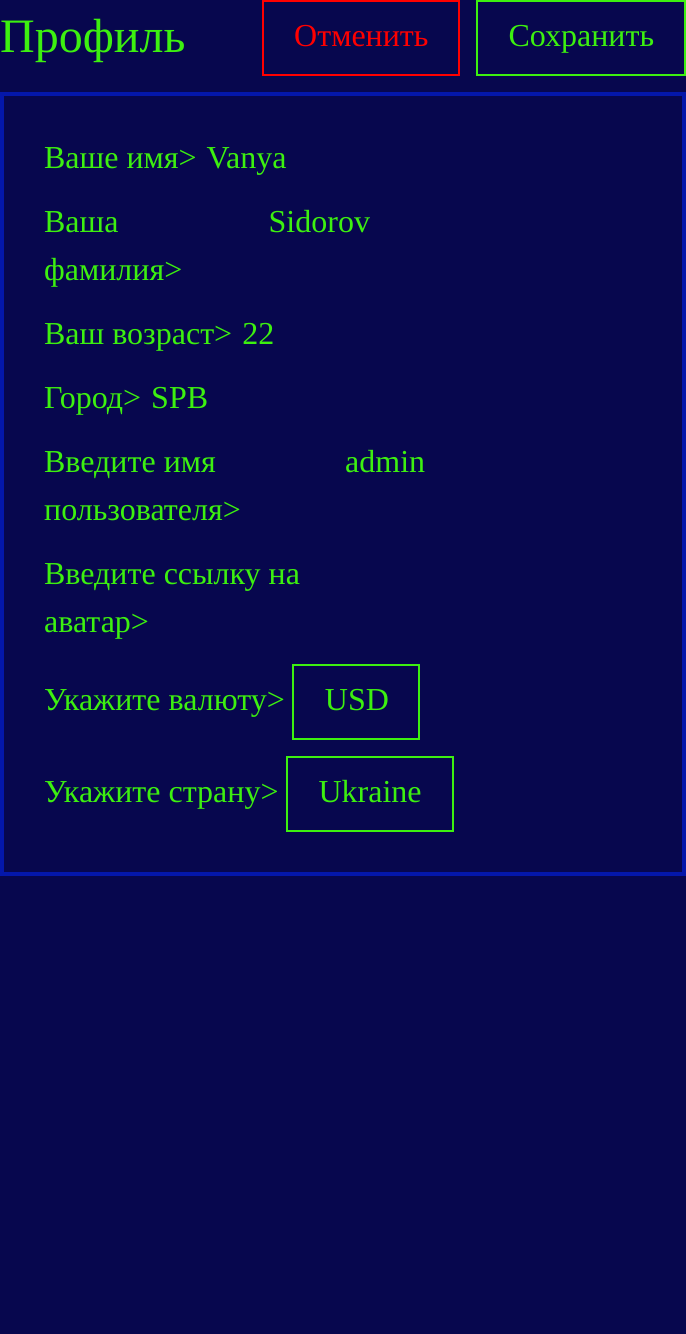 Профиль Отменить Сохранить
Ваше имя> Vanya
Ваша Sidorov
фамилия>
Ваш возраст> 22
Город> SPB
Введите имя admin
пользователя>
Введите ссылку на
аватар>
Укажите валюту> USD
Укажите страну> Ukraine